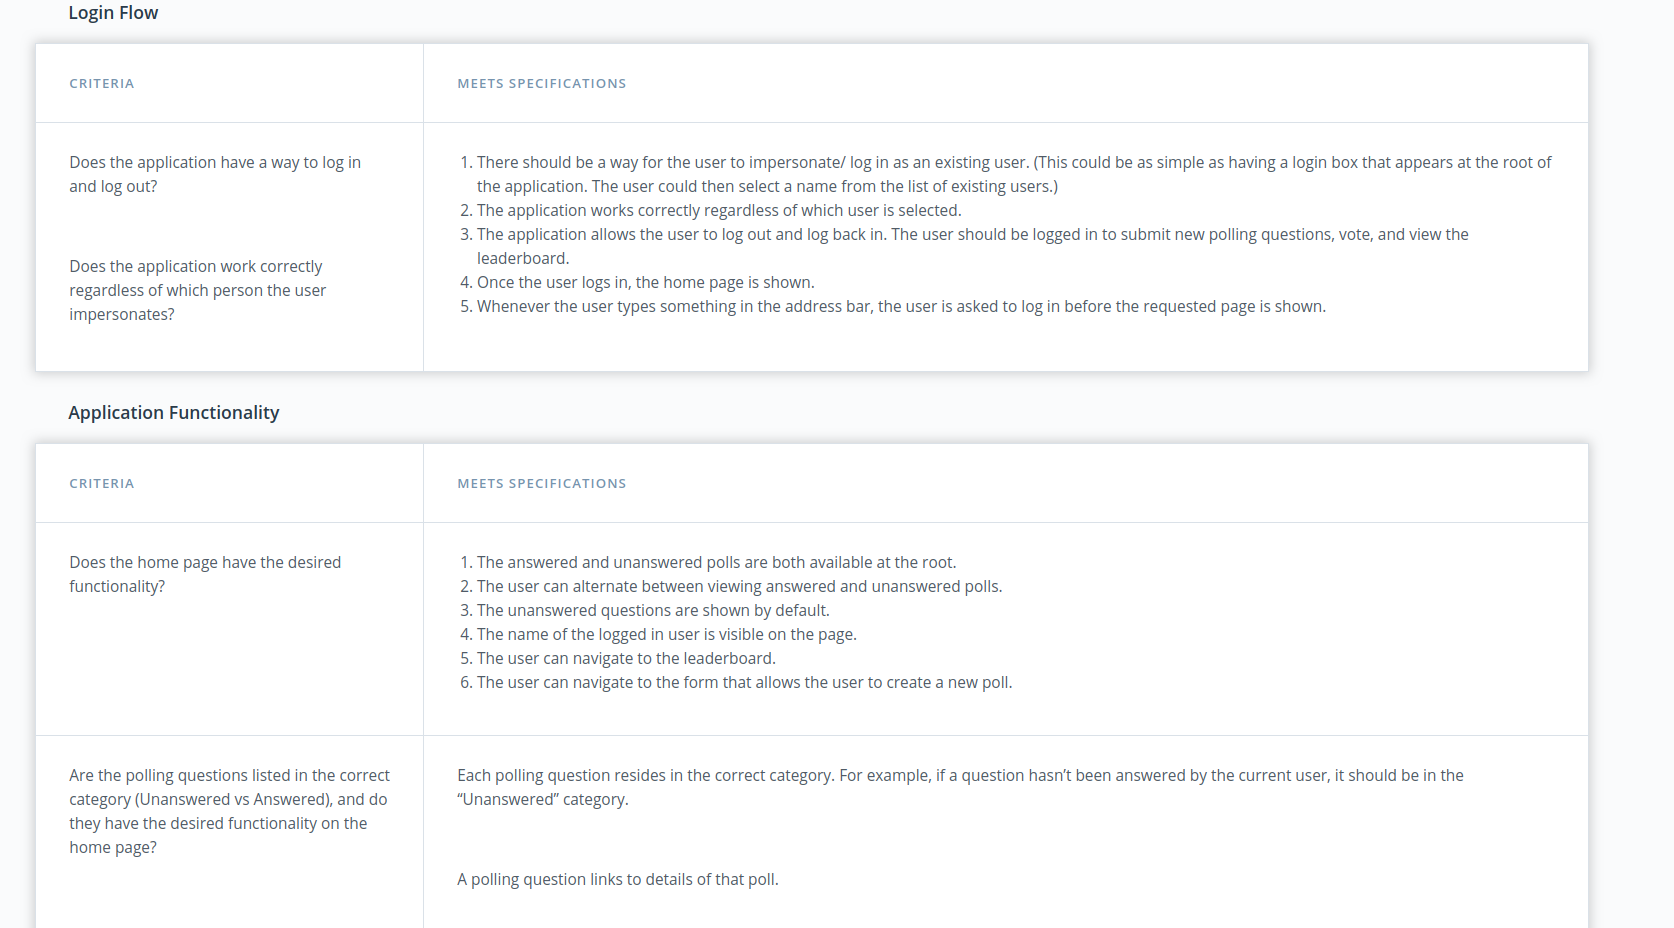 Login Flow
CRITERIA
MEETS SPECIFICATIONS
Does the application have a way to log in
and log out?
Does the application work correctly
regardless of which person the user
impersonates?
1. There should be a way for the user to impersonate/ log in as an existing user. (This could be as simple as having a login box that appears at the root of
the application. The user could then select a name from the list of existing users.)
2. The application works correctly regardless of which user is selected.
3. The application allows the user to log out and log back in. The user should be logged in to submit new polling questions, vote, and view the
leaderboard.
4. Once the user logs in, the home page is shown.
5. Whenever the user types something in the address bar, the user is asked to log in before the requested page is shown.
Application Functionality
CRITERIA
MEETS SPECIFICATIONS
Does the home page have the desired
functionality?
1. The answered and unanswered polls are both available at the root.
2. The user can alternate between viewing answered and unanswered polls.
3. The unanswered questions are shown by default.
4. The name of the logged in user is visible on the page.
5. The user can navigate to the leaderboard.
6. The user can navigate to the form that allows the user to create a new poll.
Are the polling questions listed in the correct
category (Unanswered vs Answered), and do
they have the desired functionality on the
home page?
Each polling question resides in the correct category. For example, if a question hasn’t been answered by the current user, it should be in the
“Unanswered” category.
A polling question links to details of that poll.